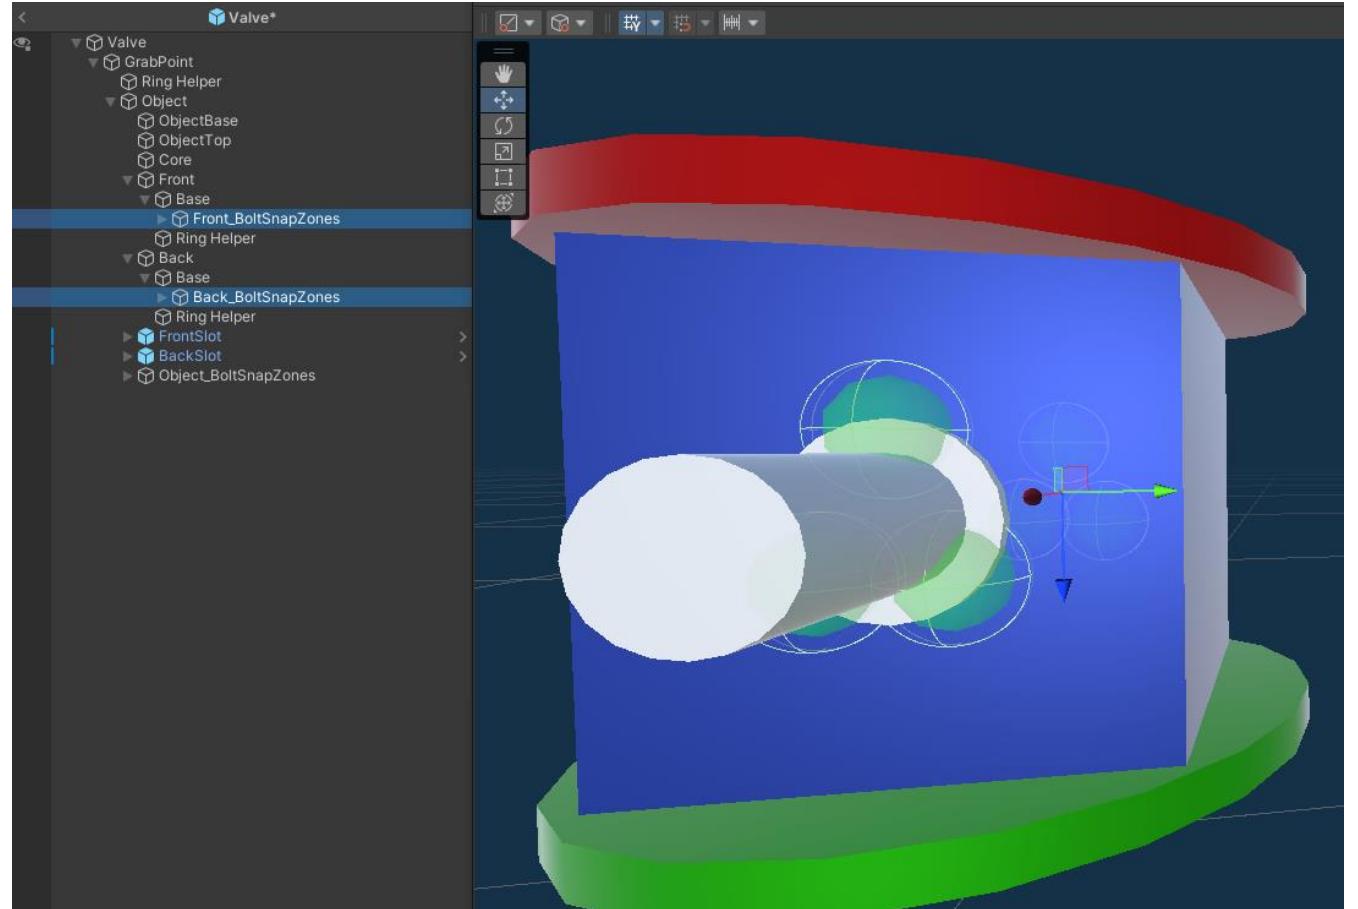 Valve*
Valve
GrabPoint
Ring Helper
Object
ObjectBase
ObjectTop
Core
Front
Base
Front_BoltSnapZones
Ring Helper
Back
Base
Back_BoltSnapZones
Ring Helper
FrontSlot
BackSlot
Object_BoltSnapZones